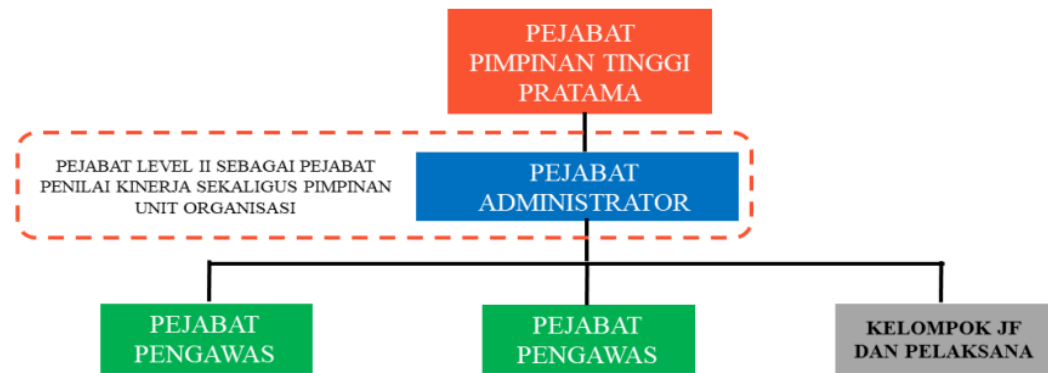 PEJABAT
PIMPINAN TINGGI
PRATAMA
PEJABAT LEVEL II SEBAGAI PEJABAT
PENILAI KINERJA SEKALIGUS PIMPINAN
UNIT ORGANISASI
PEJABAT
ADMINISTRATOR
PEJABAT
PENGAWAS
PEJABAT
PENGAWAS
KELOMPOK JF
DAN PELAKSANA